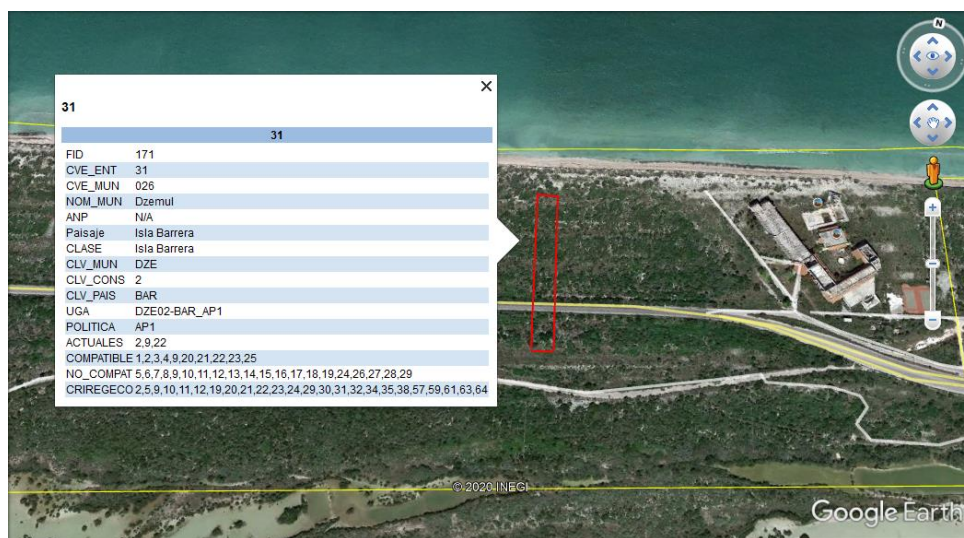 N
31
31
FID 171
CVE_ENT 31
CVE_MUN 026
NOM_MUN Dzemul
ANP N/A
Paisaje Isla Barrera
CLASE Isla Barrera
CLV_MUN DZE
CLV_CONS 2
CLV_PAIS BAR
UGA DZE02-BAR_AP1
POLITICA AP1
ACTUALES 2,9,22
COMPATIBLE 1,2,3,4,9,20,21,22,23,25
NO_COMPAT 5,6,7,8,9,10,11,12,13,14,15,16,17,18,19,24,26,27,28,29
CRIREGECO 2,5,9,10,11,12,19,20,21,22,23,24,29,30,31,32,34,35,38,57,59,61,63,64
© 2020 INEGI
Google Earth